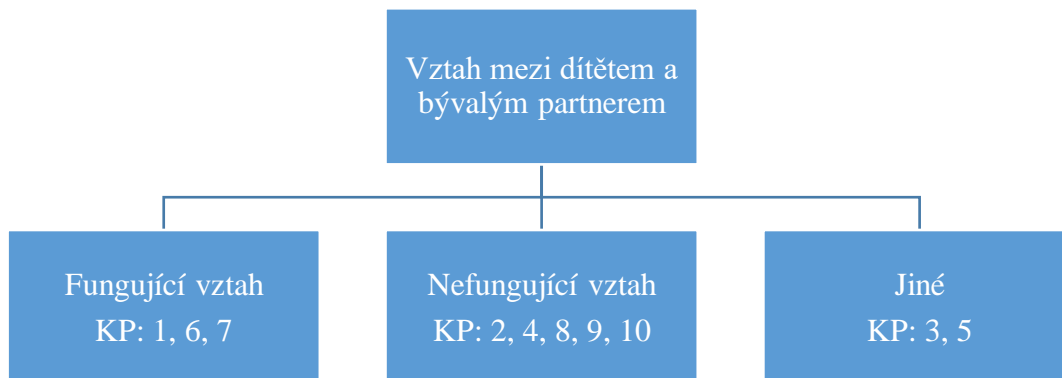 Vztah mezi dítětem a
bývalým partnerem
Fungující vztah
KP: 1, 6, 7
Nefungující vztah
KP: 2, 4, 8, 9, 10
Jiné
KP: 3, 5